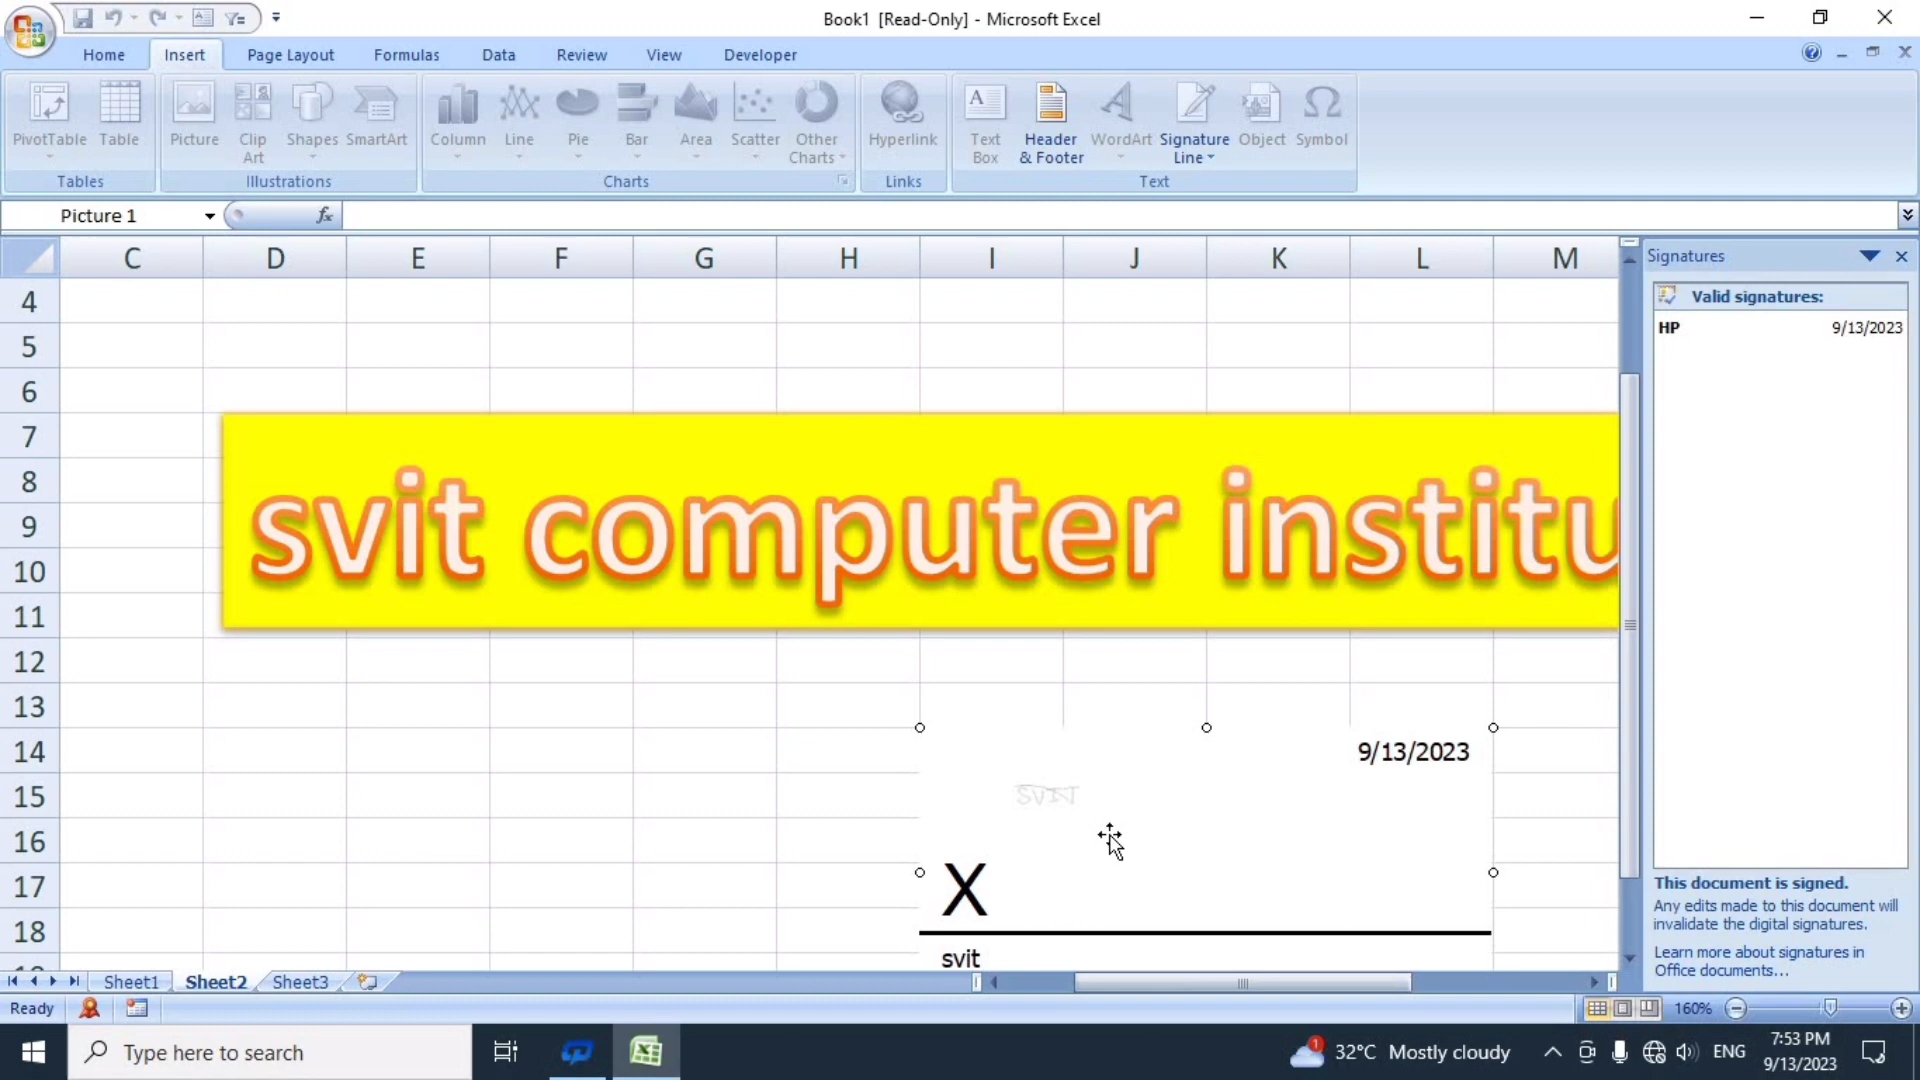 Book1 [Read-Only] - Microsoft Excel
Home Insert Page Layout Formulas Data Review View Developer
PivotTable Table Picture Clip Art Shapes SmartArt Column Line Pie Bar Area Scatter Other Charts Hyperlink Text Box Header & Footer WordArt Signature Line Object Symbol
Tables Illustrations Charts Links Text
Picture 1 fx
C D E F G H I J K L M
Signatures
Valid signatures:
HP 9/13/2023
4
5
6
7
8
9
10
11
12
13
14
15
16
17
18
svit computer institu
9/13/2023
SVIT
X
svit
This document is signed.
Any edits made to this document will
invalidate the digital signatures.
Learn more about signatures in
Office documents...
Sheet1 Sheet2 Sheet3
Ready 160%
Type here to search
1 32°C Mostly cloudy ENG
7:53 PM
9/13/2023